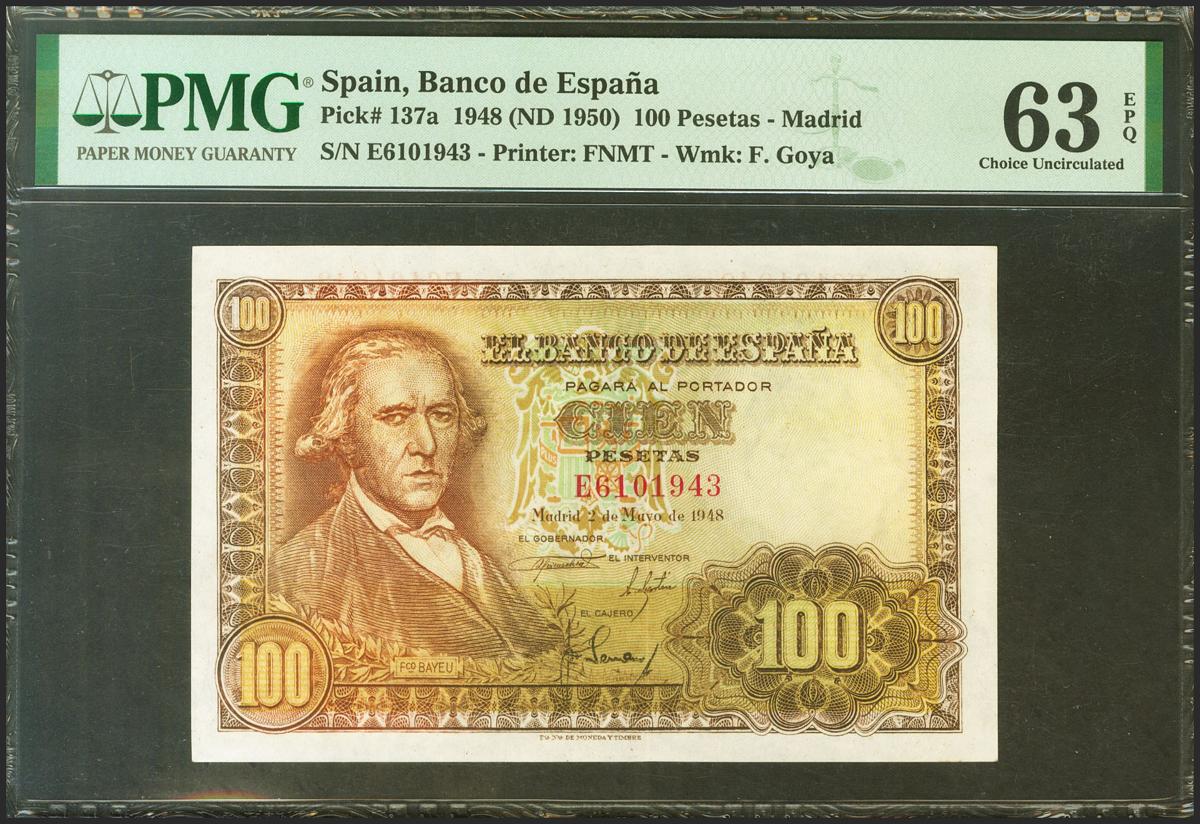 PMG®
PAPER MONEY GUARANTY
Spain, Banco de España
Pick# 137a 1948 (ND 1950) 100 Pesetas - Madrid
S/N E6101943 - Printer: FNMT - Wmk: F. Goya
63
EPQ
Choice Uncirculated
100
100
EL BANCO DE ESPAÑA
PAGARÁ AL PORTADOR
CIEN
PESETAS
PLUS
E6101943
Madrid 2 de Mayo de 1948
EL GOBERNADOR,
EL INTERVENTOR
EL CAJERO
Fco BAYEU
100
100